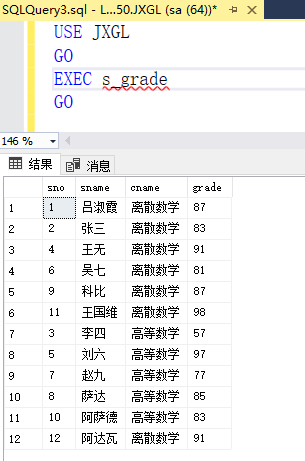 SQLQuery3.sql - L...50.JXGL (sa (64))*
USE JXGL
GO
EXEC s_grade
GO
146 %
结果 消息
sno sname cname grade
1 1 吕淑霞 离散数学 87
2 2 张三 离散数学 83
3 4 王无 离散数学 91
4 6 吴七 离散数学 81
5 9 科比 离散数学 87
6 11 王国维 离散数学 98
7 3 李四 高等数学 57
8 5 刘六 高等数学 97
9 7 赵九 高等数学 77
10 8 萨达 高等数学 85
11 10 阿萨德 高等数学 83
12 12 阿达瓦 离散数学 91